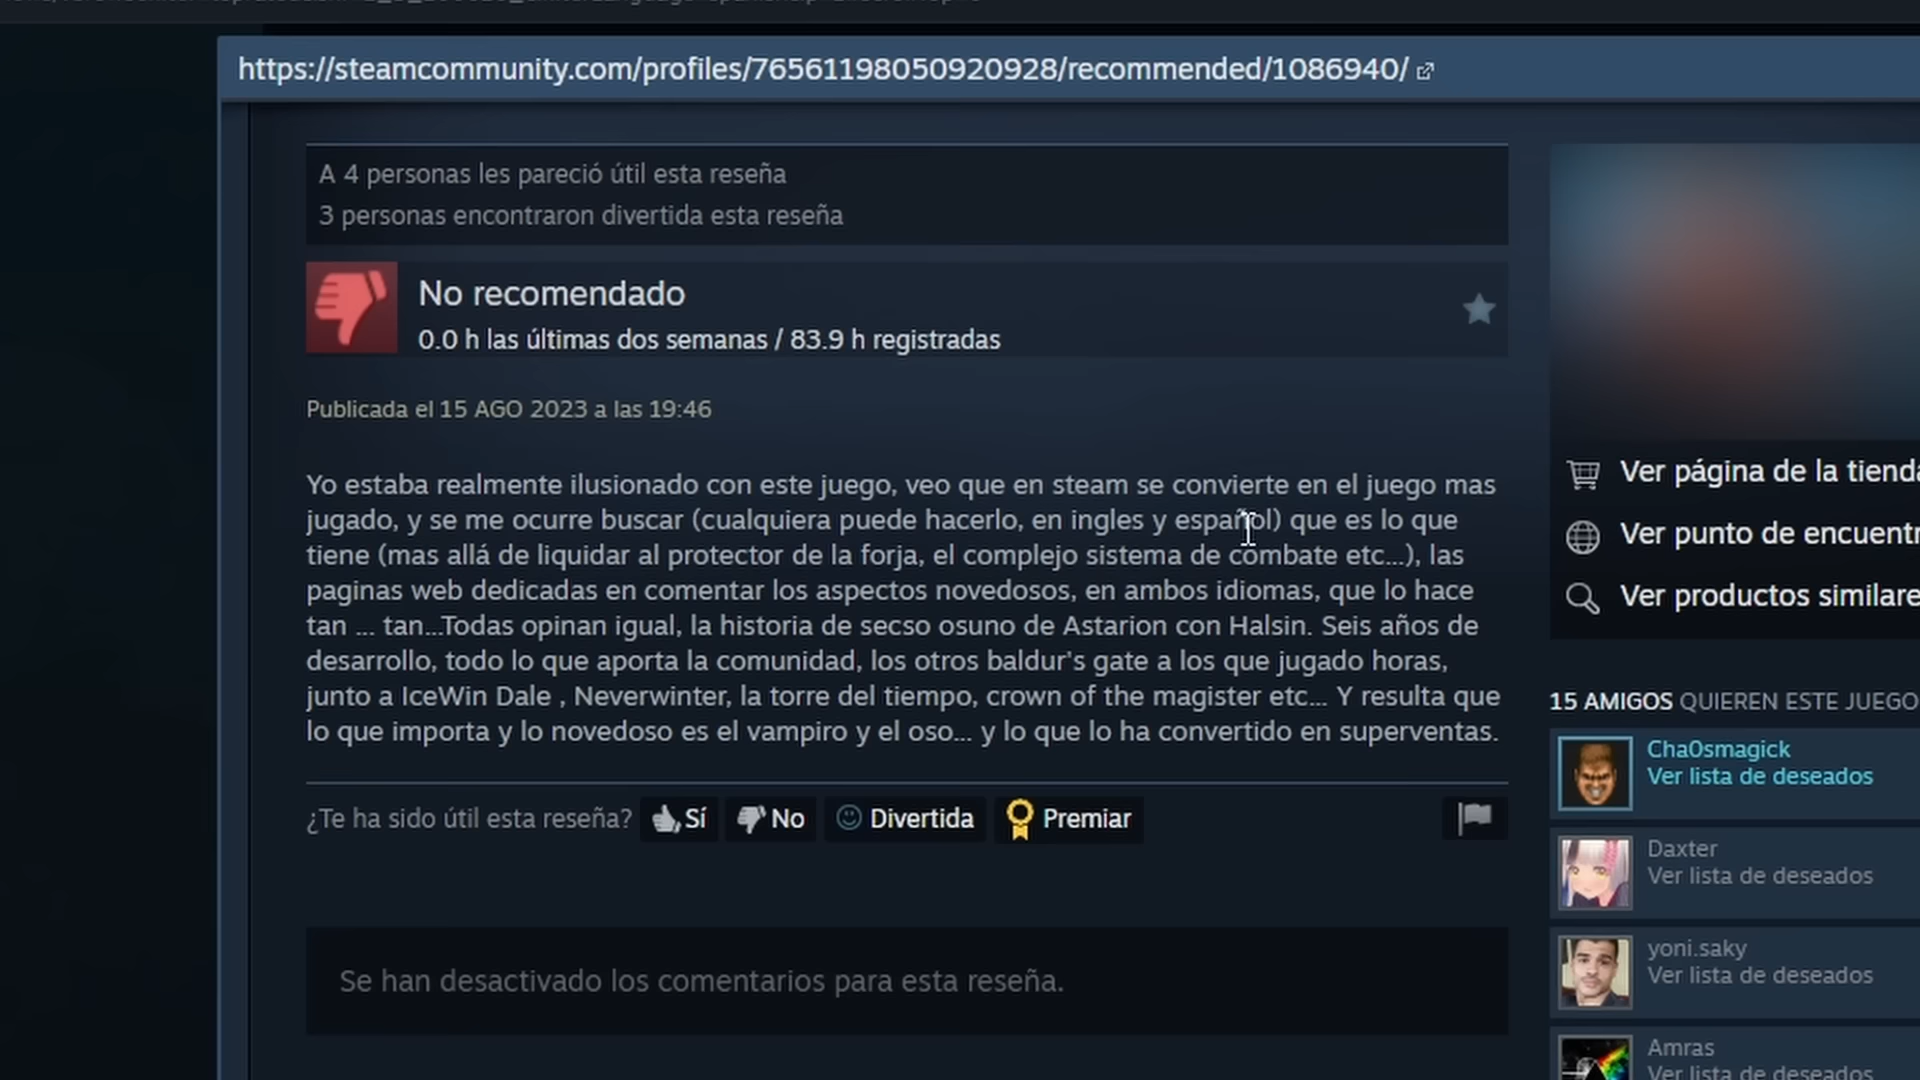 https://steamcommunity.com/profiles/76561198050920928/recommended/1086940/
A 4 personas les pareció útil esta reseña
3 personas encontraron divertida esta reseña
No recomendado
0.0 h las últimas dos semanas / 83.9 h registradas
Publicada el 15 AGO 2023 a las 19:46
Yo estaba realmente ilusionado con este juego, veo que en steam se convierte en el juego mas
jugado, y se me ocurre buscar (cualquiera puede hacerlo, en ingles y español) que es lo que
tiene (mas allá de liquidar al protector de la forja, el complejo sistema de combate etc...), las
paginas web dedicadas en comentar los aspectos novedosos, en ambos idiomas, que lo hace
tan ... tan...Todas opinan igual, la historia de secso osuno de Astarion con Halsin. Seis años de
desarrollo, todo lo que aporta la comunidad, los otros baldur's gate a los que jugado horas,
junto a IceWin Dale , Neverwinter, la torre del tiempo, crown of the magister etc... Y resulta que
lo que importa y lo novedoso es el vampiro y el oso... y lo que lo ha convertido en superventas.
¿Te ha sido útil esta reseña? Sí No Divertida Premiar
Se han desactivado los comentarios para esta reseña.
Ver página de la tienda
Ver punto de encuentr
Ver productos similare
15 AMIGOS QUIEREN ESTE JUEGO
Cha0smagick
Ver lista de deseados
Daxter
Ver lista de deseados
yoni.saky
Ver lista de deseados
Amras
Ver lista de deseados